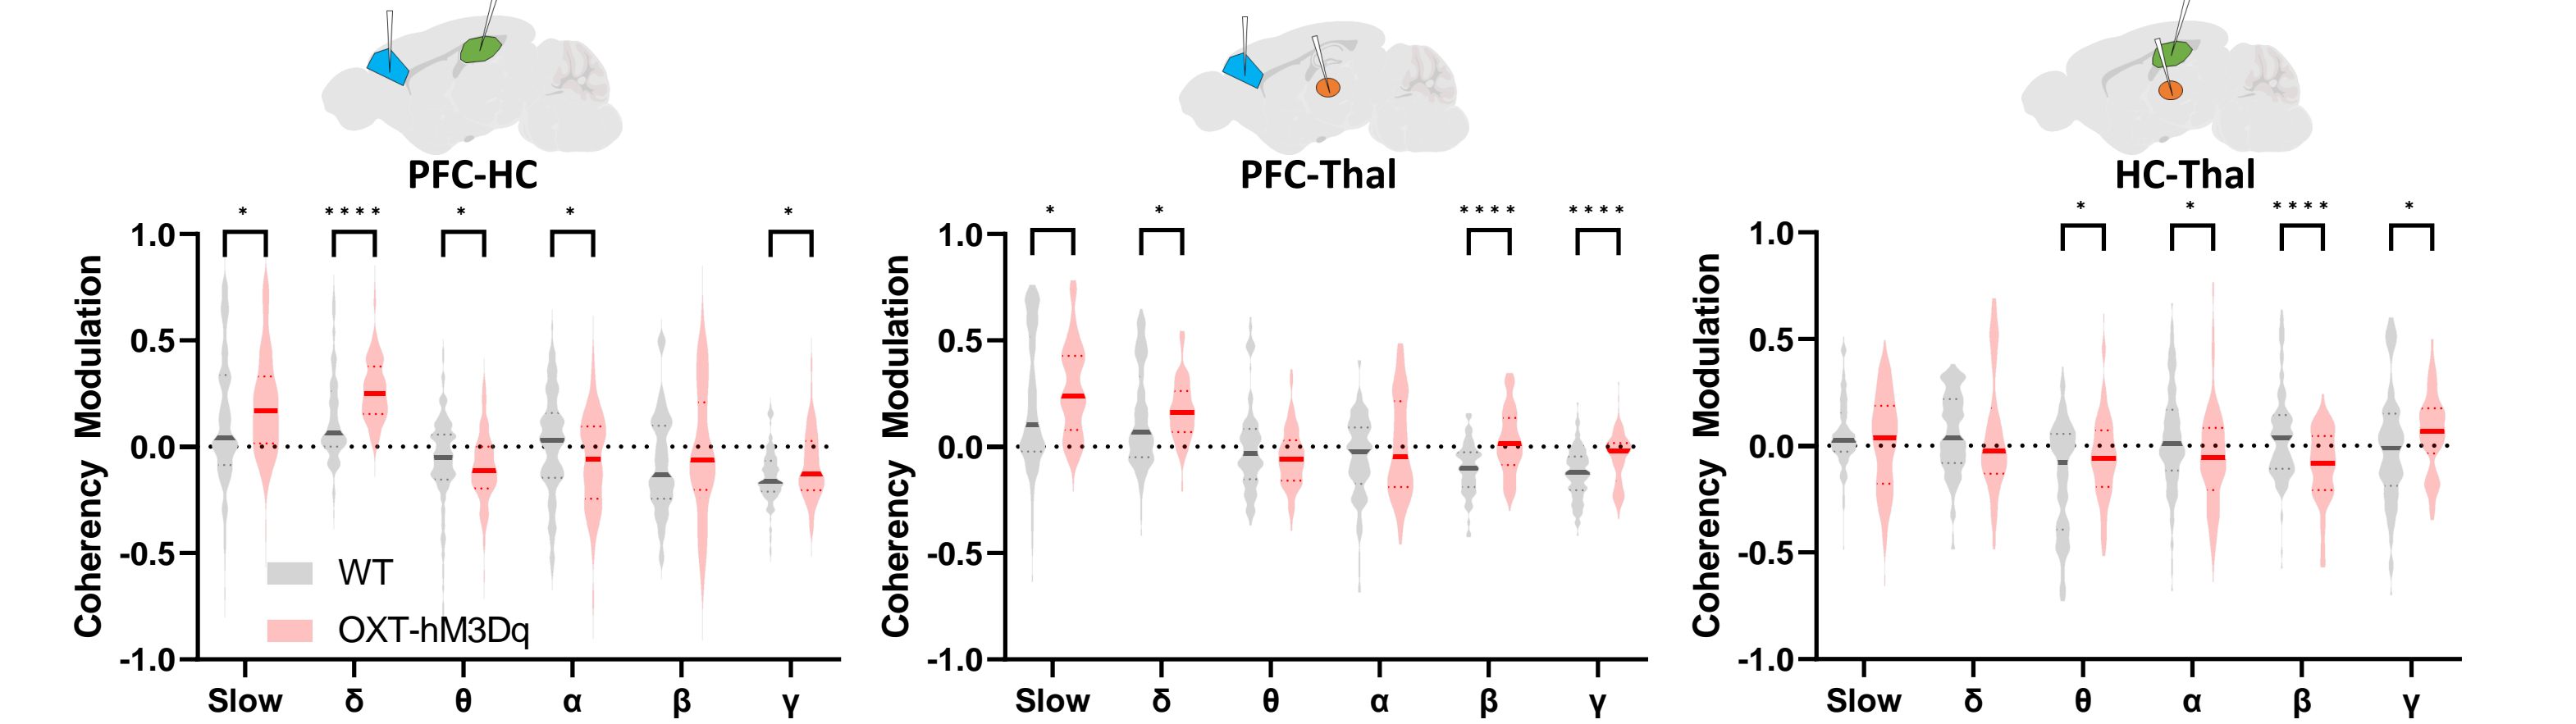 PFC-HC
PFC-Thal
HC-Thal
* **** * * *
* * **** ****
* * **** *
Coherency Modulation
1.0
0.5
0.0
-0.5
-1.0
WT
OXT-hM3Dq
Slow δ θ α β γ
Coherency Modulation
1.0
0.5
0.0
-0.5
-1.0
Slow δ θ α β γ
Coherency Modulation
1.0
0.5
0.0
-0.5
-1.0
Slow δ θ α β γ